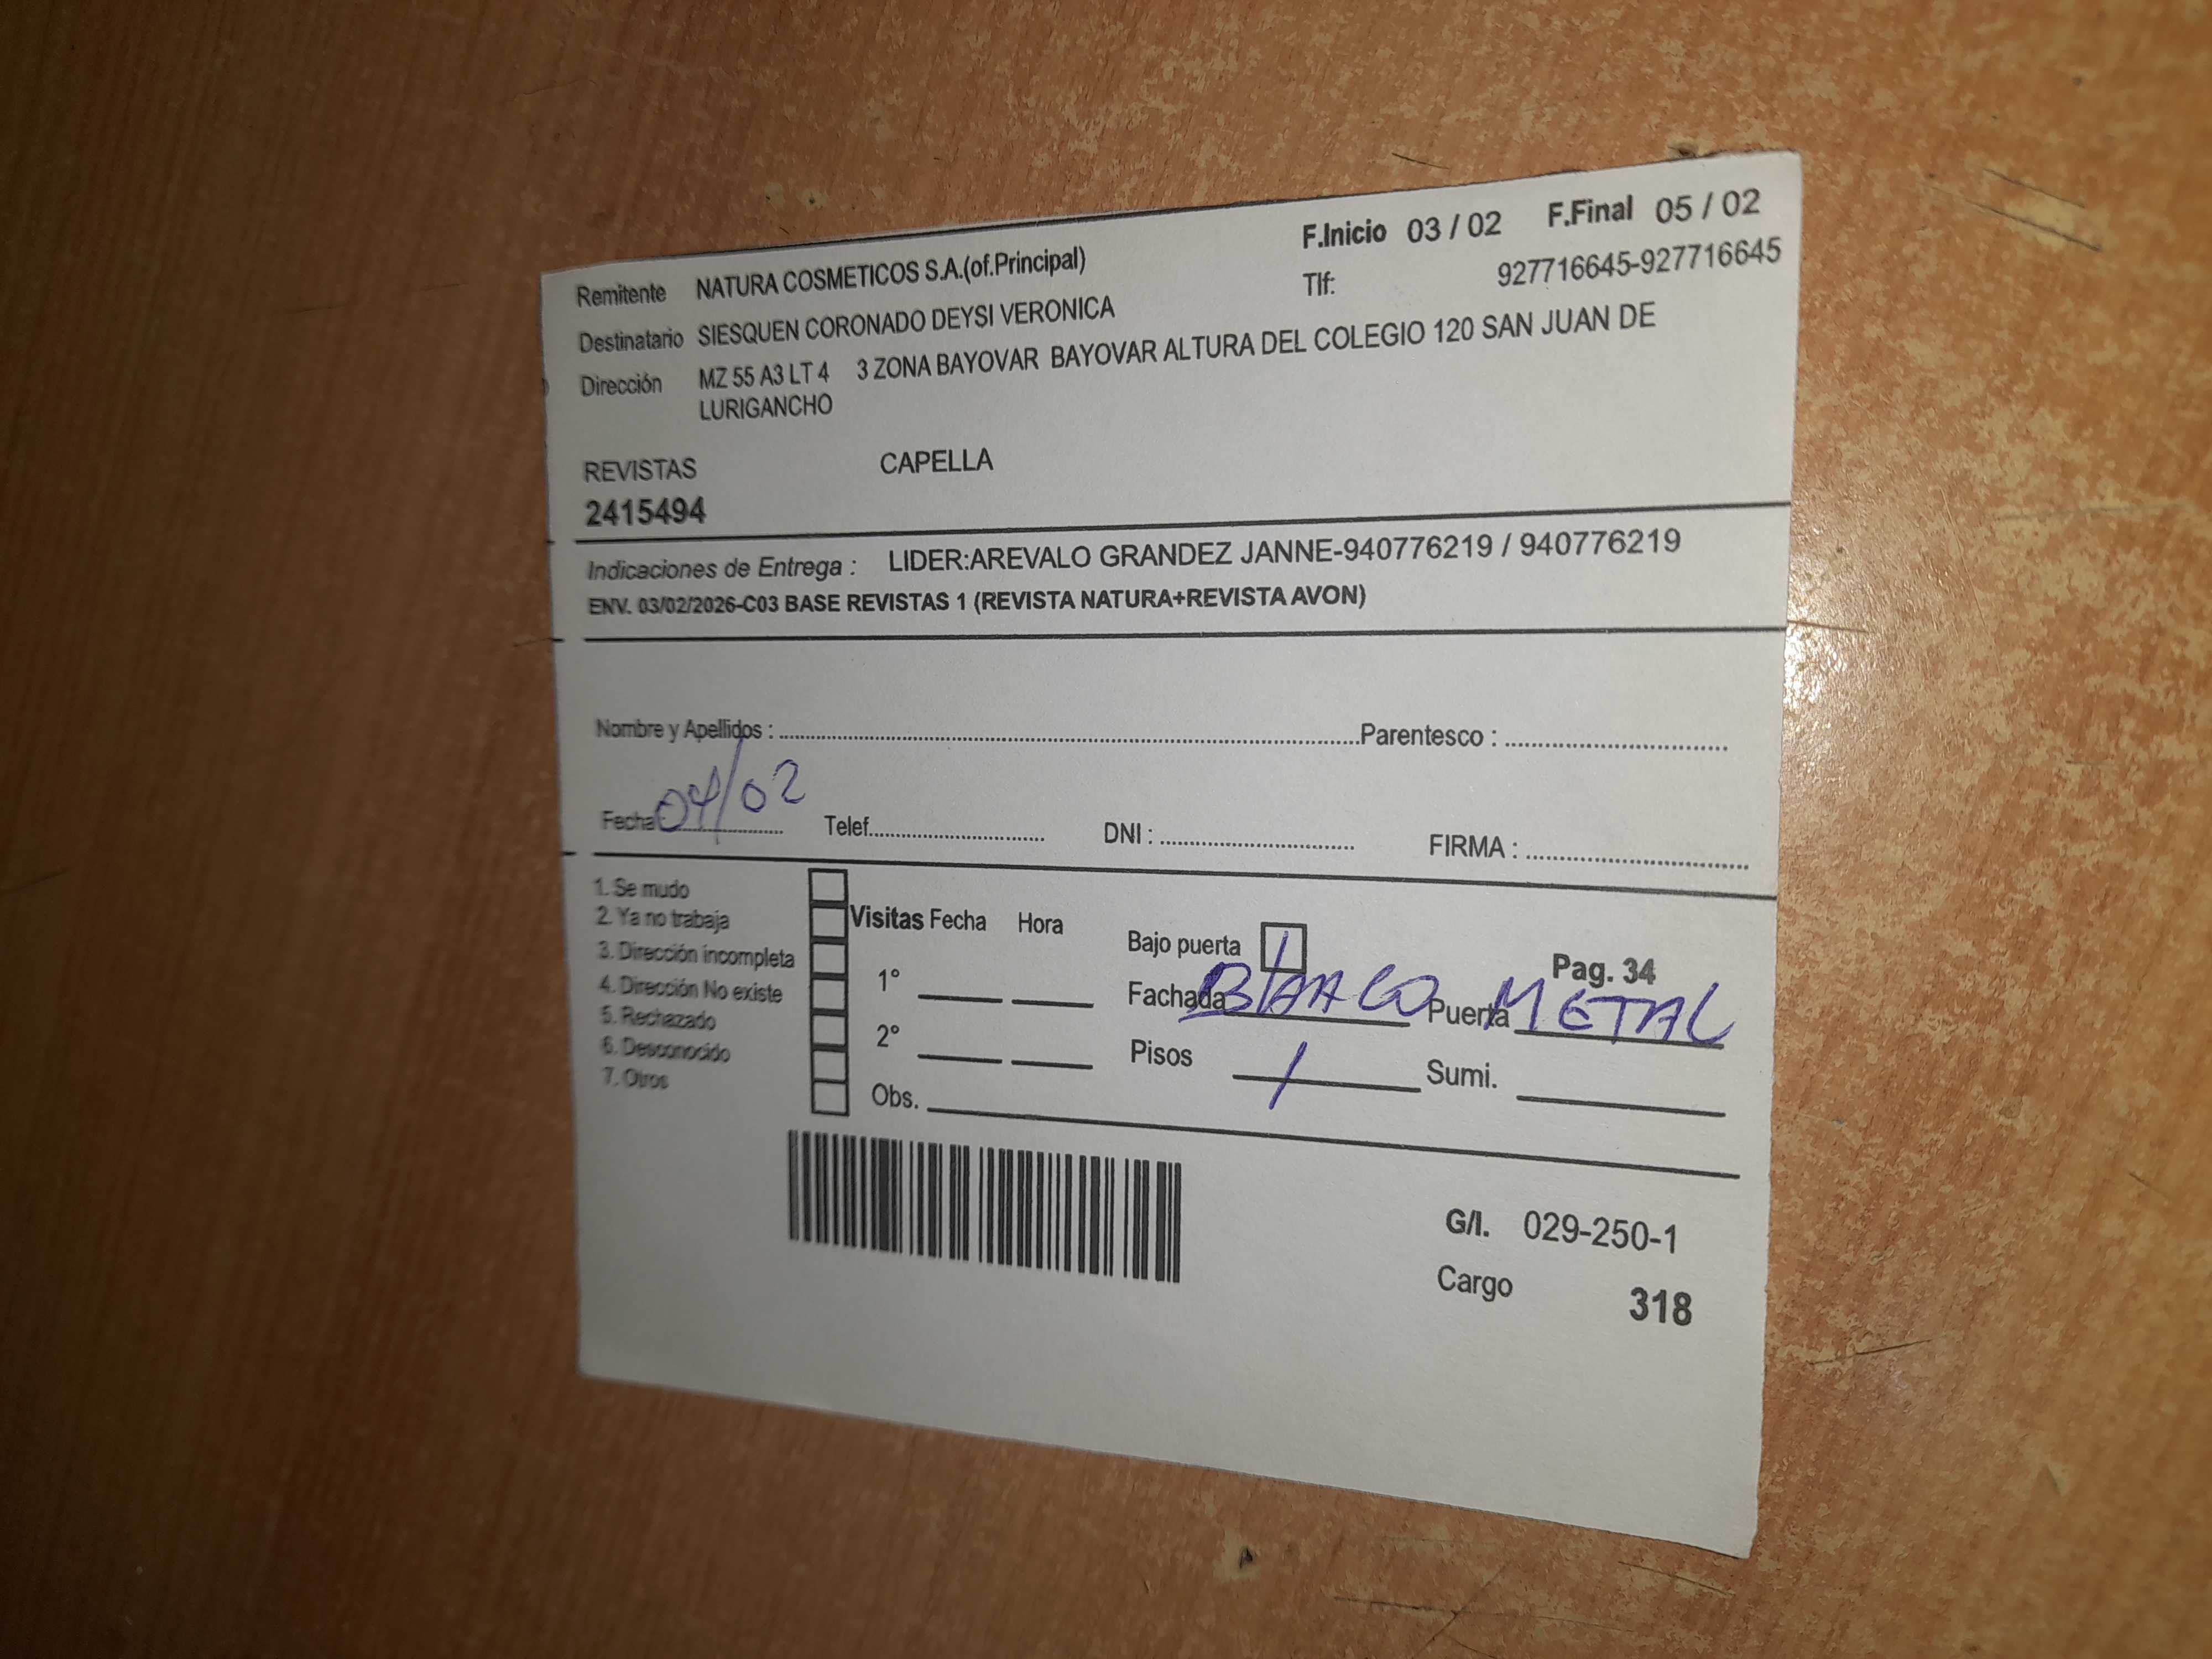 F.Inicio 03 / 02 F.Final 05 / 02
Remitente NATURA COSMETICOS S.A.(of.Principal) Tlf: 927716645-927716645
Destinatario SIESQUEN CORONADO DEYSI VERONICA
Dirección MZ 55 A3 LT 4 3 ZONA BAYOVAR BAYOVAR ALTURA DEL COLEGIO 120 SAN JUAN DE
LURIGANCHO
REVISTAS CAPELLA
2415494
Indicaciones de Entrega : LIDER:AREVALO GRANDEZ JANNE-940776219 / 940776219
ENV. 03/02/2026-C03 BASE REVISTAS 1 (REVISTA NATURA+REVISTA AVON)
Nombre y Apellidos : Parentesco :
Fecha 04/02 Telef. DNI : FIRMA :
1. Se mudo
2. Ya no trabaja
3. Dirección incompleta
4. Dirección No existe
5. Rechazado
6. Desconocido
7. Otros
Visitas Fecha Hora
1°
2°
Obs.
Bajo puerta / Pag. 34
Fachada BLANCO Puerta METAL
Pisos 1 Sumi.
G/I. 029-250-1
Cargo 318